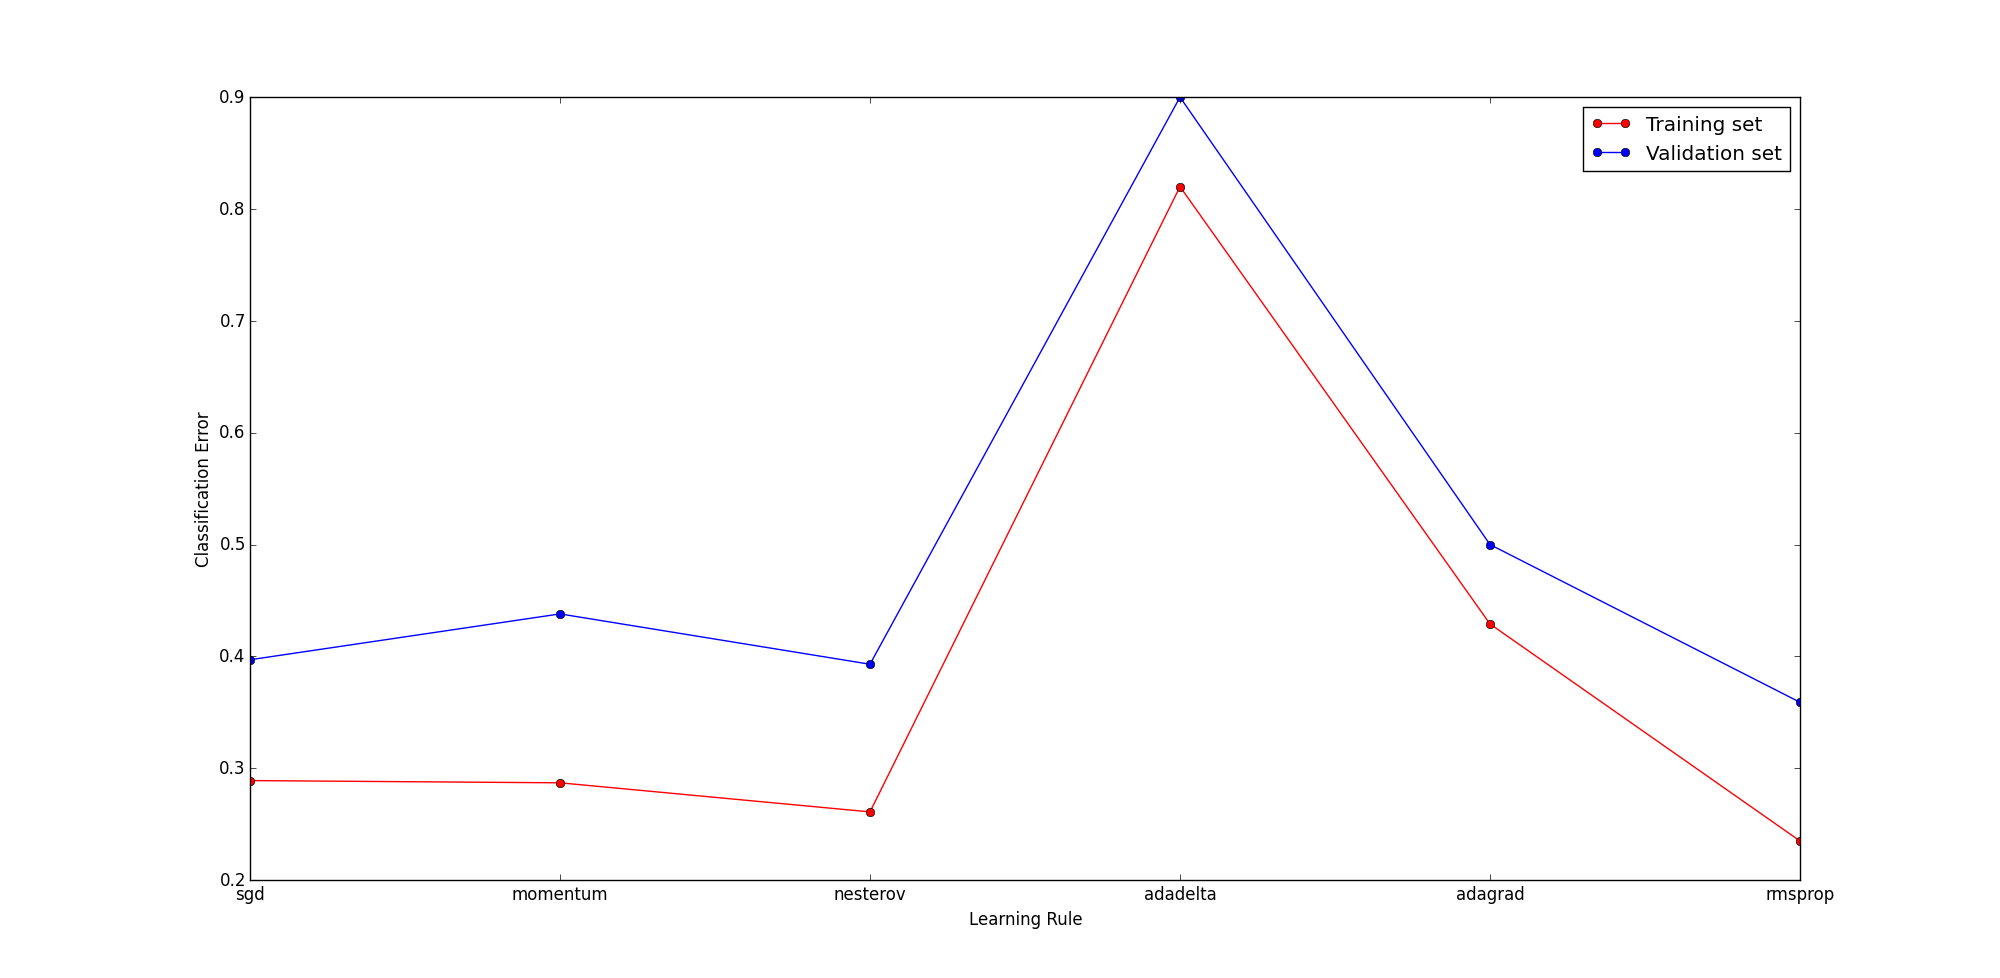 0.9
0.8
0.7
0.6
0.5
0.4
0.3
0.2
Classification Error
Training set
Validation set
sgd momentum nesterov adadelta adagrad rmsprop
Learning Rule